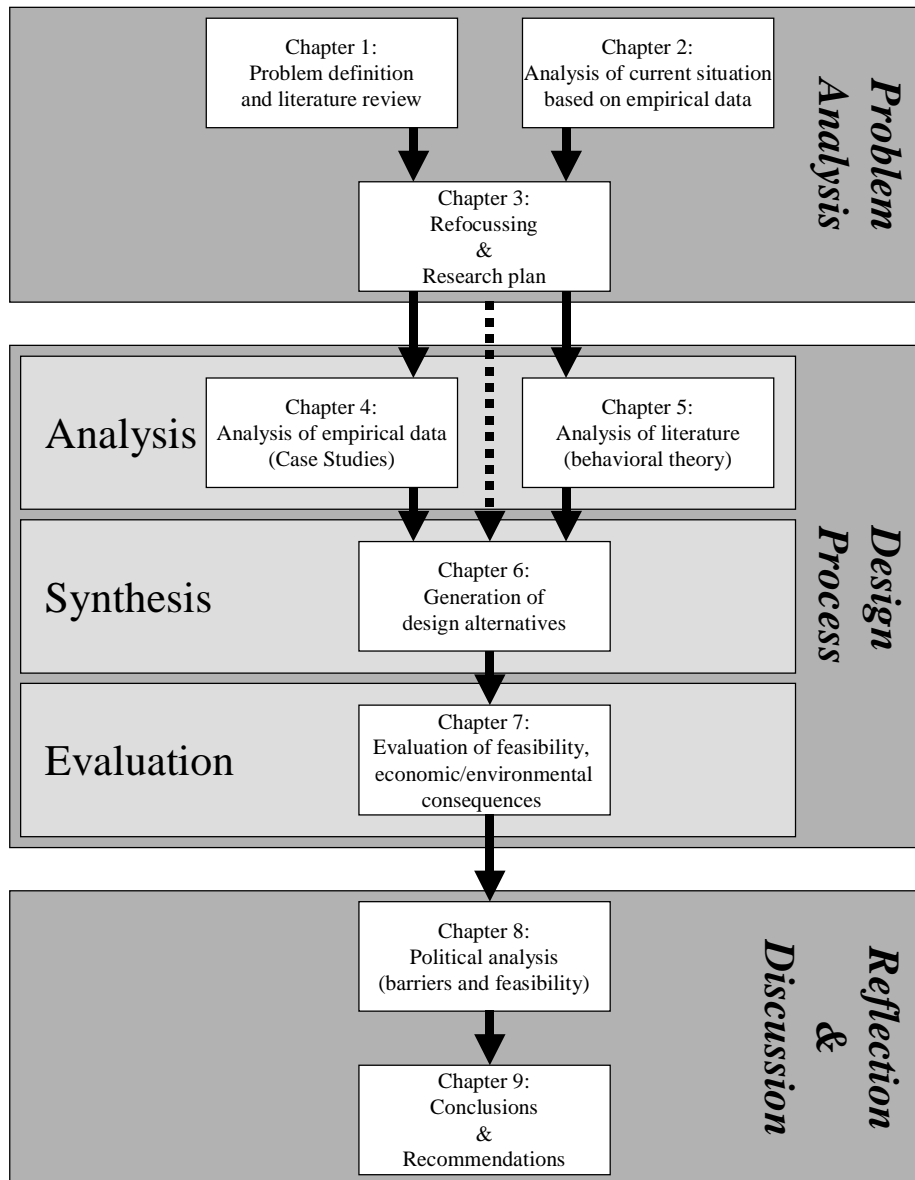 Chapter 1:
Problem definition
and literature review
Chapter 2:
Analysis of current situation
based on empirical data
Problem
Analysis
Chapter 3:
Refocussing
&
Research plan
Analysis
Chapter 4:
Analysis of empirical data
(Case Studies)
Chapter 5:
Analysis of literature
(behavioral theory)
Design
Process
Synthesis
Chapter 6:
Generation of
design alternatives
Evaluation
Chapter 7:
Evaluation of feasibility,
economic/environmental
consequences
Chapter 8:
Political analysis
(barriers and feasibility)
Reflection
&
Discussion
Chapter 9:
Conclusions
&
Recommendations